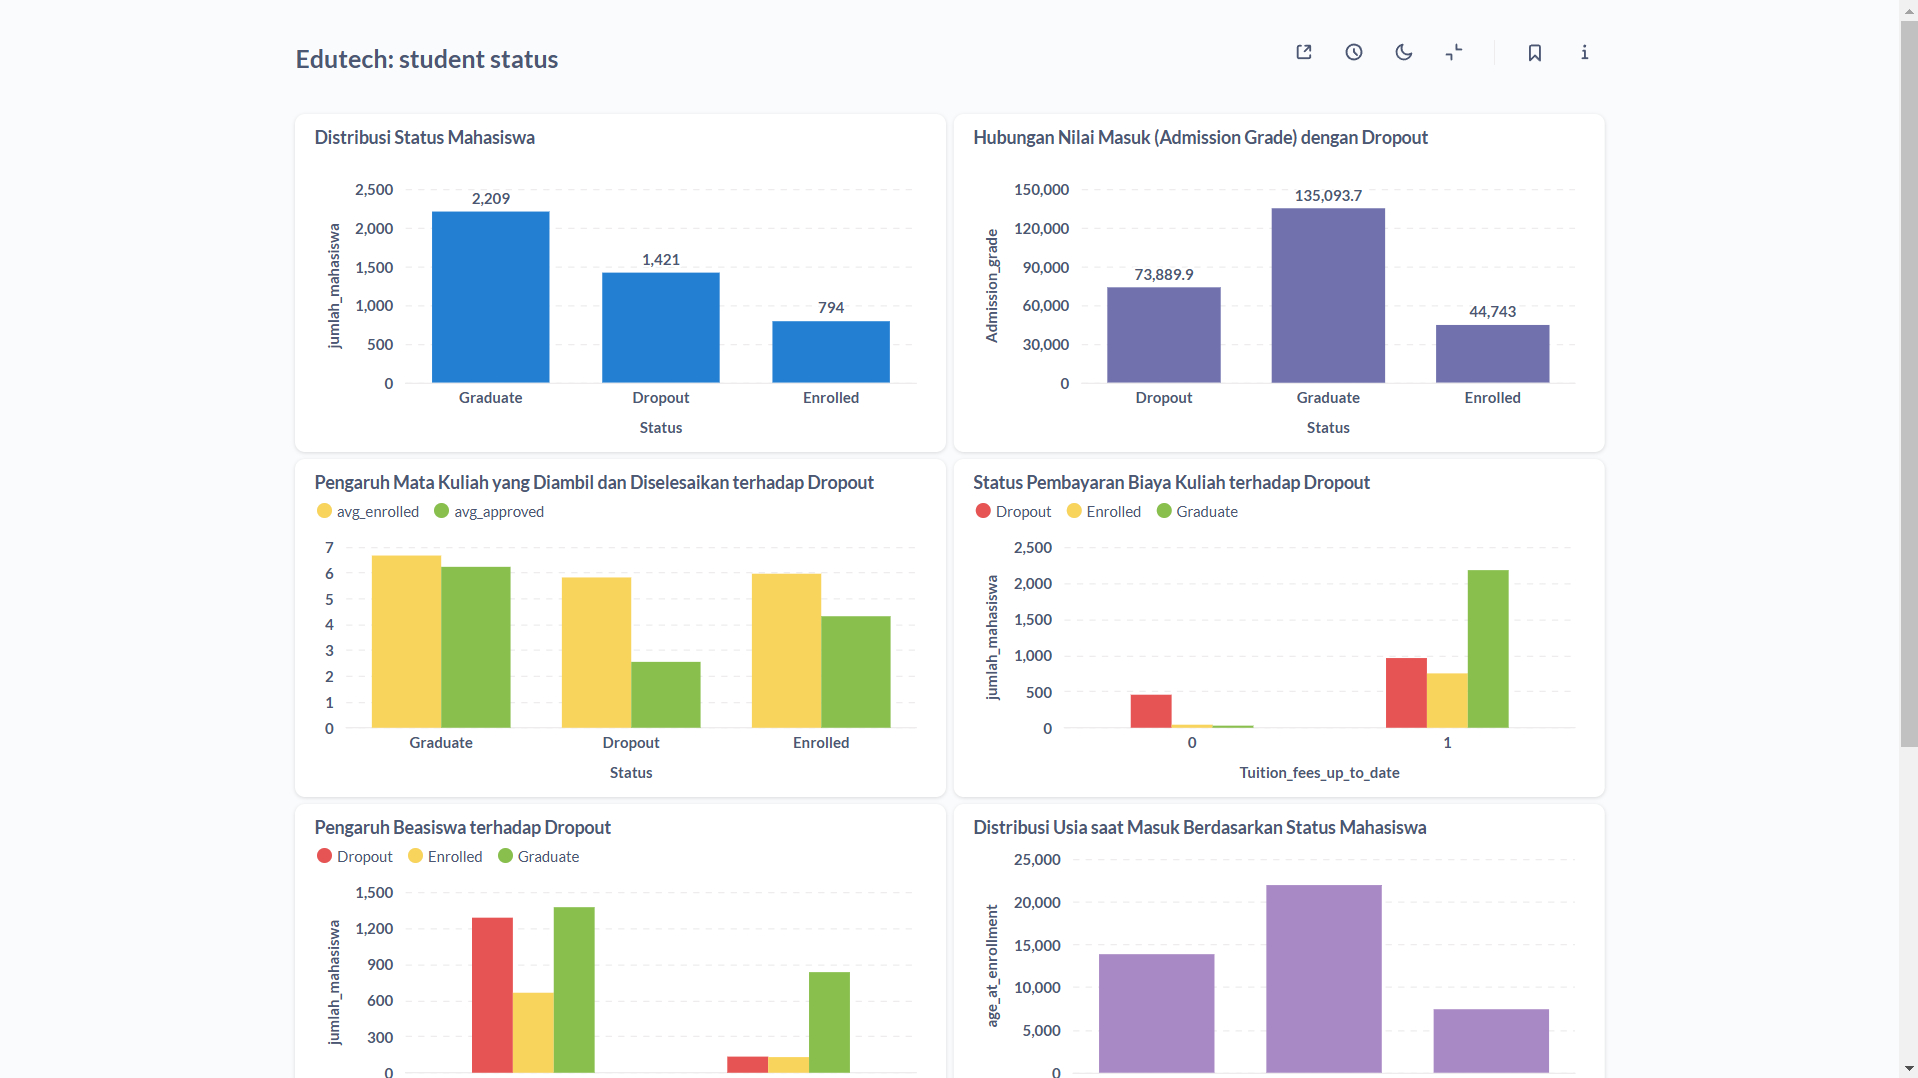 Edutech: student status
Distribusi Status Mahasiswa
jumlah_mahasiswa
2,500
2,000
1,500
1,000
500
0
2,209
1,421
794
Graduate Dropout Enrolled
Status
Hubungan Nilai Masuk (Admission Grade) dengan Dropout
Admission_grade
150,000
120,000
90,000
60,000
30,000
0
73,889.9
135,093.7
44,743
Dropout Graduate Enrolled
Status
Pengaruh Mata Kuliah yang Diambil dan Diselesaikan terhadap Dropout
avg_enrolled avg_approved
7
6
5
4
3
2
1
0
Graduate Dropout Enrolled
Status
Status Pembayaran Biaya Kuliah terhadap Dropout
Dropout Enrolled Graduate
jumlah_mahasiswa
2,500
2,000
1,500
1,000
500
0
0 1
Tuition_fees_up_to_date
Pengaruh Beasiswa terhadap Dropout
Dropout Enrolled Graduate
jumlah_mahasiswa
1,500
1,200
900
600
300
0
Distribusi Usia saat Masuk Berdasarkan Status Mahasiswa
age_at_enrollment
25,000
20,000
15,000
10,000
5,000
0